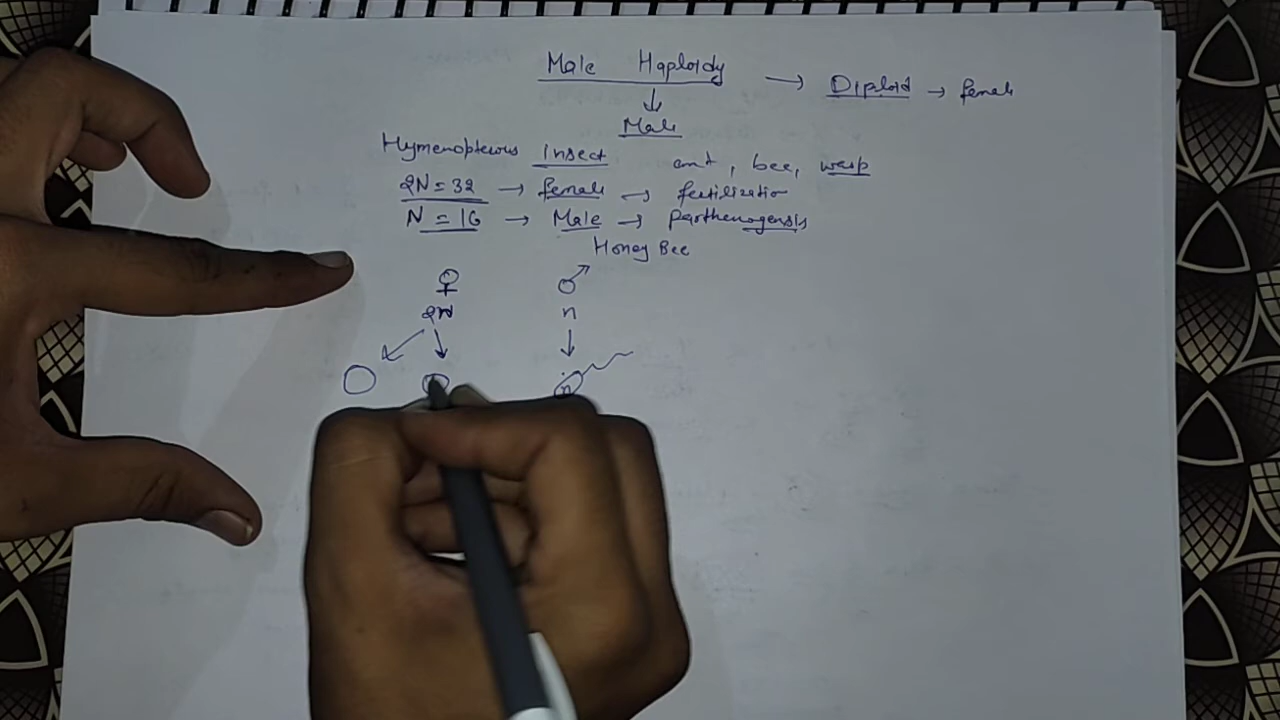 Male Haploidy → Diploid → female
↓
Male
Hymenopterous Insect ant, bee, wasp
2N = 32 → female → fertilization
N = 16 → Male → parthenogensis
Honey Bee
♀ ♂
2N n
n